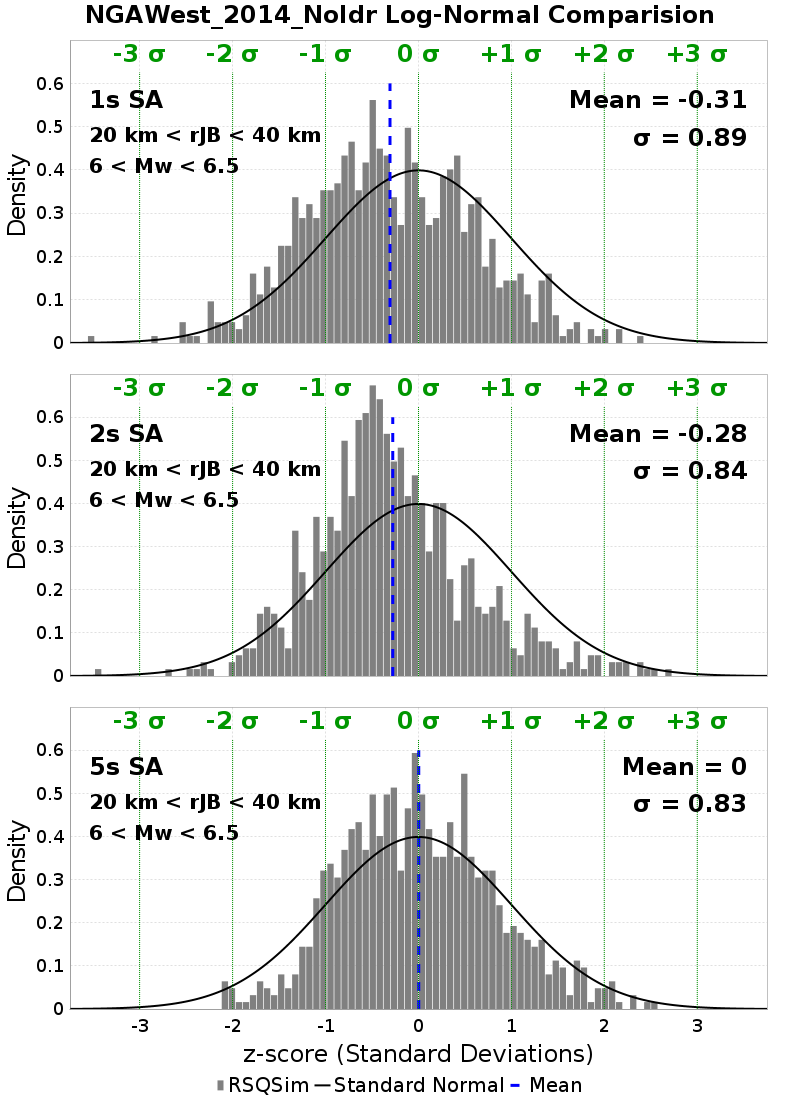 NGAWest_2014_NoIdr Log-Normal Comparision
-3 σ -2 σ -1 σ 0 σ +1 σ +2 σ +3 σ
0.6
1s SA Mean = -0.31
0.5
20 km < rJB < 40 km σ = 0.89
0.4
6 < Mw < 6.5
0.3
0.2
0.1
0
Density
-3 σ -2 σ -1 σ 0 σ +1 σ +2 σ +3 σ
0.6
2s SA Mean = -0.28
0.5
20 km < rJB < 40 km σ = 0.84
0.4
6 < Mw < 6.5
0.3
0.2
0.1
0
Density
-3 σ -2 σ -1 σ 0 σ +1 σ +2 σ +3 σ
0.6
5s SA Mean = 0
0.5
20 km < rJB < 40 km σ = 0.83
0.4
6 < Mw < 6.5
0.3
0.2
0.1
0
Density
-3 -2 -1 0 1 2 3
z-score (Standard Deviations)
RSQSim Standard Normal Mean